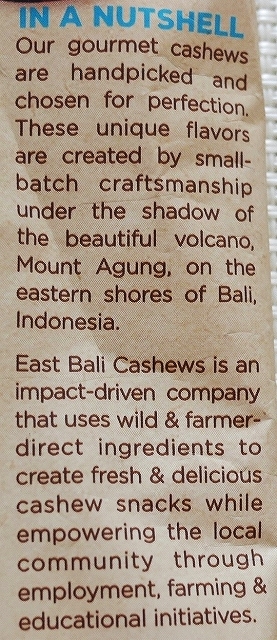 IN A NUTSHELL
Our gourmet cashews
are handpicked and
chosen for perfection.
These unique flavors
are created by small-
batch craftsmanship
under the shadow of
the beautiful volcano,
Mount Agung, on the
eastern shores of Bali,
Indonesia.
East Bali Cashews is an
impact-driven company
that uses wild & farmer-
direct ingredients to
create fresh & delicious
cashew snacks while
empowering the local
community through
employment, farming &
educational initiatives.